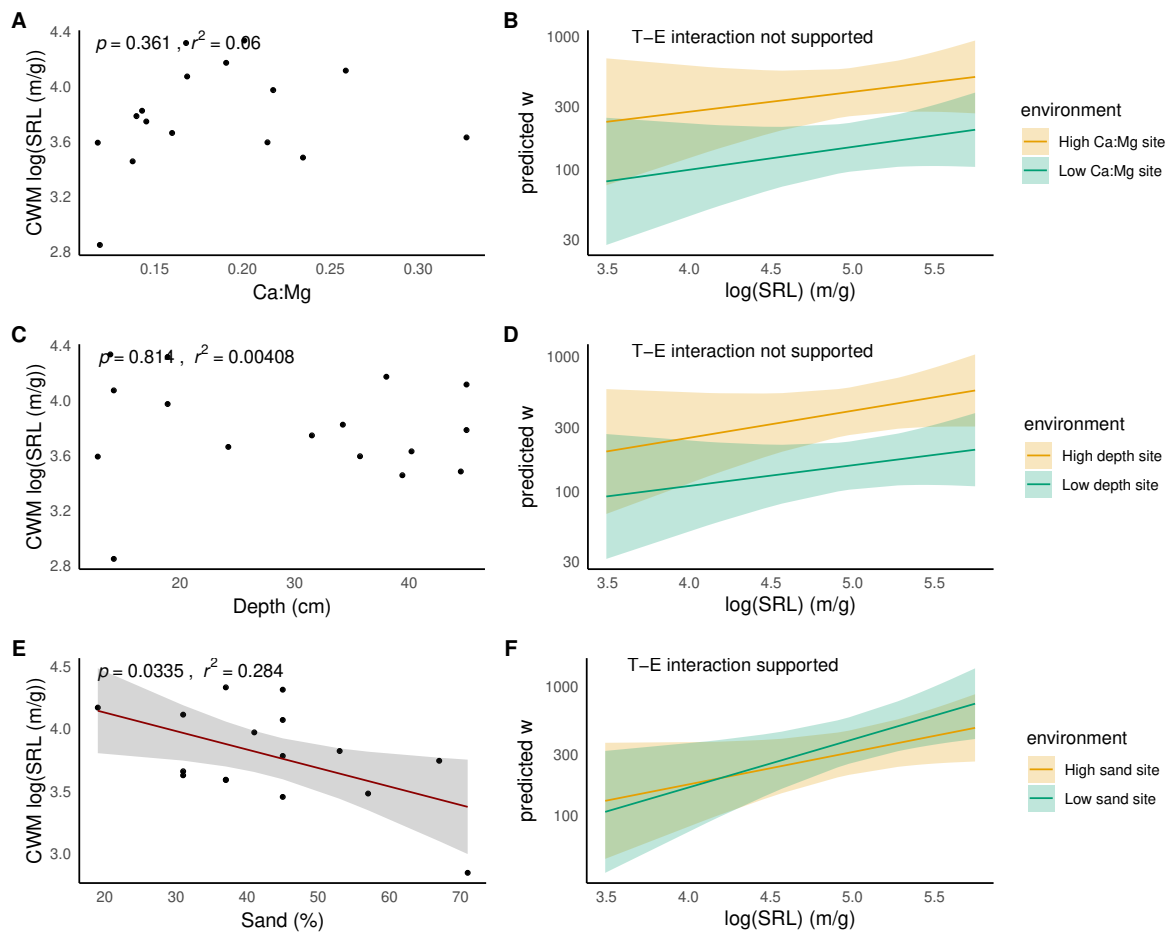 A
p = 0.361 , r² = 0.06
4.4
4.0
3.6
3.2
2.8
CWM log(SRL (m/g))
0.15 0.20 0.25 0.30
Ca:Mg
B
T−E interaction not supported
1000
300
100
30
predicted w
3.5 4.0 4.5 5.0 5.5
log(SRL) (m/g)
environment
High Ca:Mg site
Low Ca:Mg site
C
p = 0.814 , r² = 0.00408
4.4
4.0
3.6
3.2
2.8
CWM log(SRL (m/g))
20 30 40
Depth (cm)
D
T−E interaction not supported
1000
300
100
30
predicted w
3.5 4.0 4.5 5.0 5.5
log(SRL) (m/g)
environment
High depth site
Low depth site
E
p = 0.0335 , r² = 0.284
4.5
4.0
3.5
3.0
CWM log(SRL (m/g))
20 30 40 50 60 70
Sand (%)
F
T−E interaction supported
1000
300
100
predicted w
3.5 4.0 4.5 5.0 5.5
log(SRL) (m/g)
environment
High sand site
Low sand site